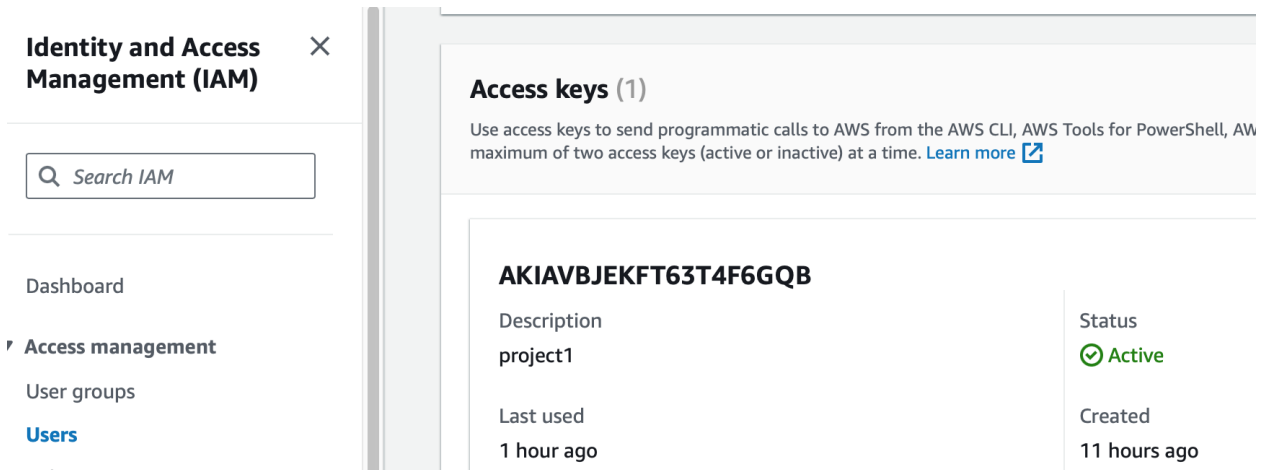 Identity and Access
Management (IAM)
Search IAM
Dashboard
Access management
User groups
Users
Access keys (1)
Use access keys to send programmatic calls to AWS from the AWS CLI, AWS Tools for PowerShell, AW
maximum of two access keys (active or inactive) at a time. Learn more
AKIAVBJEKFT63T4F6GQB
Description
project1
Status
Active
Last used
1 hour ago
Created
11 hours ago